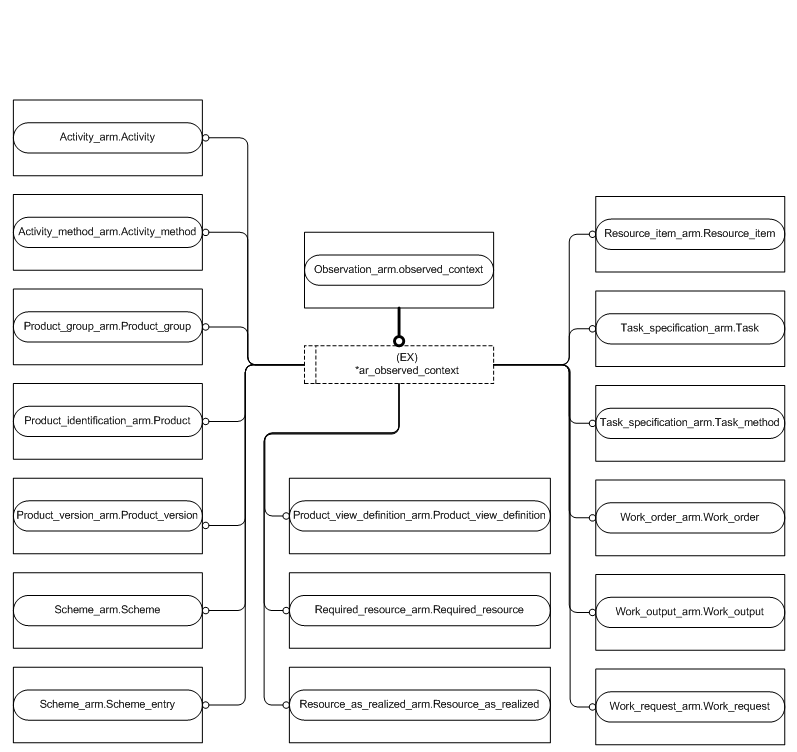 Activity_arm.Activity
Activity_method_arm.Activity_method
Product_group_arm.Product_group
Product_identification_arm.Product
Product_version_arm.Product_version
Scheme_arm.Scheme
Scheme_arm.Scheme_entry
Observation_arm.observed_context
(EX)
*ar_observed_context
Product_view_definition_arm.Product_view_definition
Required_resource_arm.Required_resource
Resource_as_realized_arm.Resource_as_realized
Resource_item_arm.Resource_item
Task_specification_arm.Task
Task_specification_arm.Task_method
Work_order_arm.Work_order
Work_output_arm.Work_output
Work_request_arm.Work_request